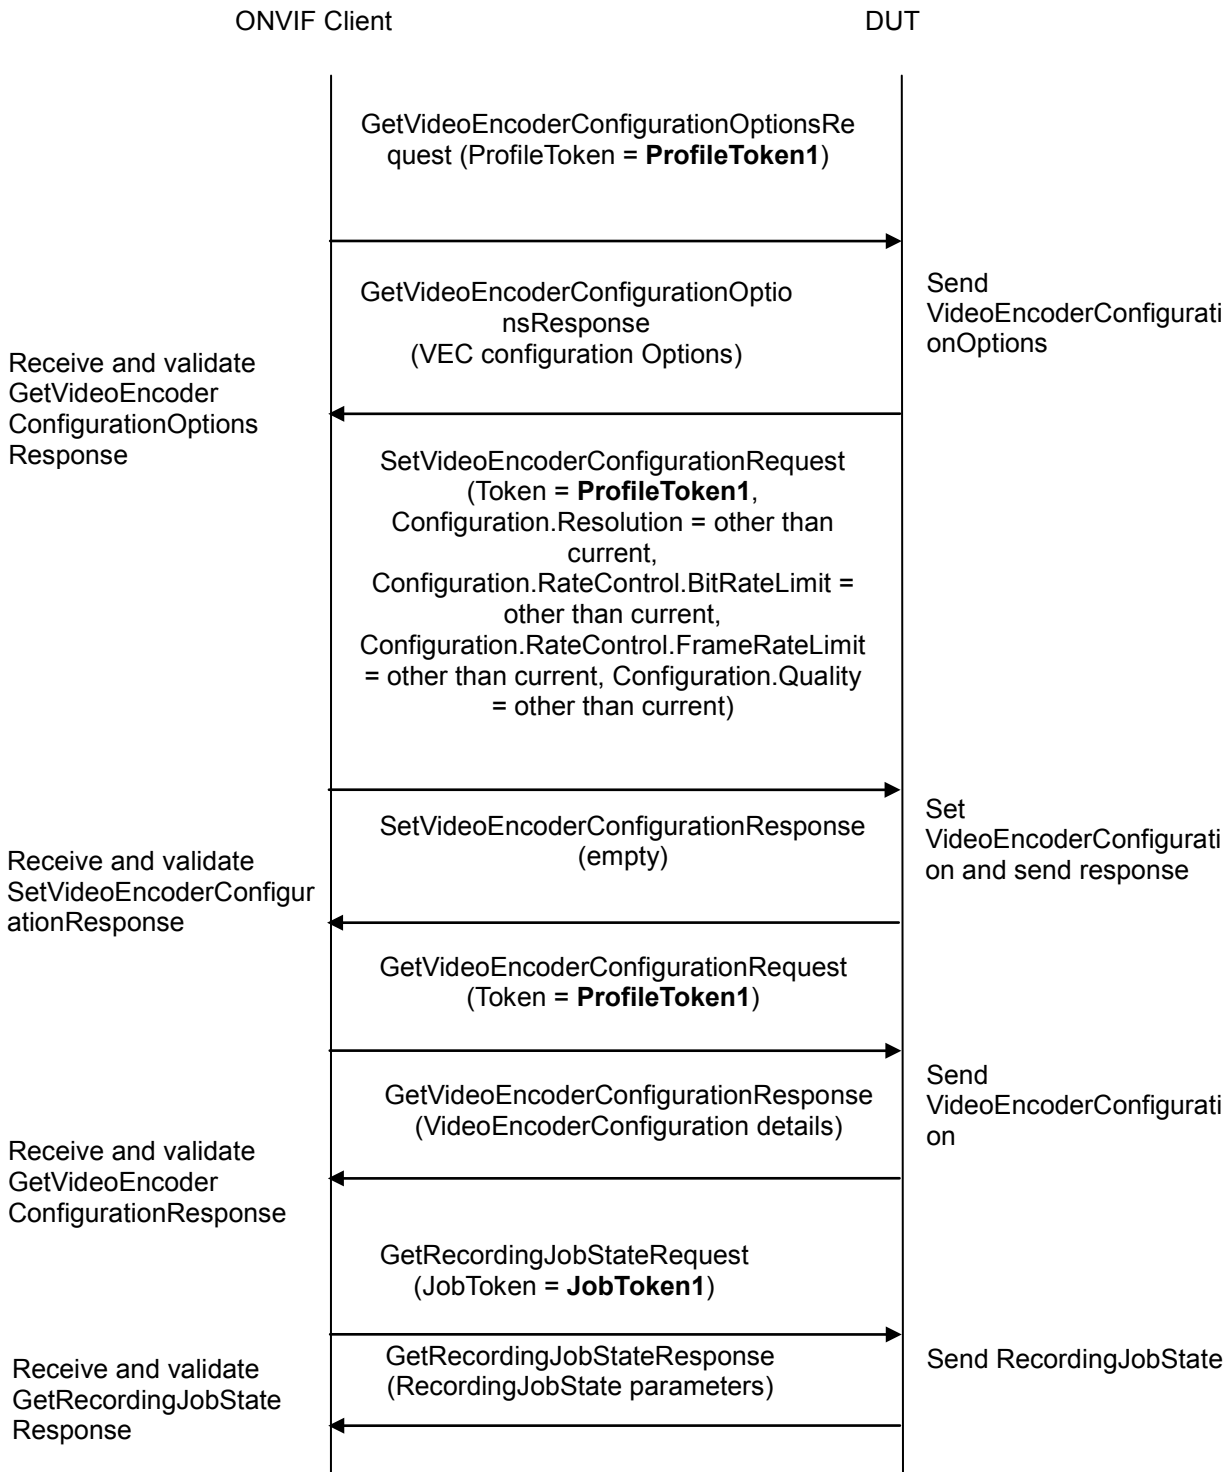 ONVIF Client
DUT
GetVideoEncoderConfigurationOptionsRe
quest (ProfileToken = ProfileToken1)
Send
VideoEncoderConfigurati
onOptions
GetVideoEncoderConfigurationOptio
nsResponse
(VEC configuration Options)
Receive and validate
GetVideoEncoder
ConfigurationOptions
Response
SetVideoEncoderConfigurationRequest
(Token = ProfileToken1,
Configuration.Resolution = other than
current,
Configuration.RateControl.BitRateLimit =
other than current,
Configuration.RateControl.FrameRateLimit
= other than current, Configuration.Quality
= other than current)
Set
VideoEncoderConfigurati
on and send response
SetVideoEncoderConfigurationResponse
(empty)
Receive and validate
SetVideoEncoderConfigur
ationResponse
GetVideoEncoderConfigurationRequest
(Token = ProfileToken1)
Send
VideoEncoderConfigurati
on
GetVideoEncoderConfigurationResponse
(VideoEncoderConfiguration details)
Receive and validate
GetVideoEncoder
ConfigurationResponse
GetRecordingJobStateRequest
(JobToken = JobToken1)
Send RecordingJobState
GetRecordingJobStateResponse
(RecordingJobState parameters)
Receive and validate
GetRecordingJobState
Response